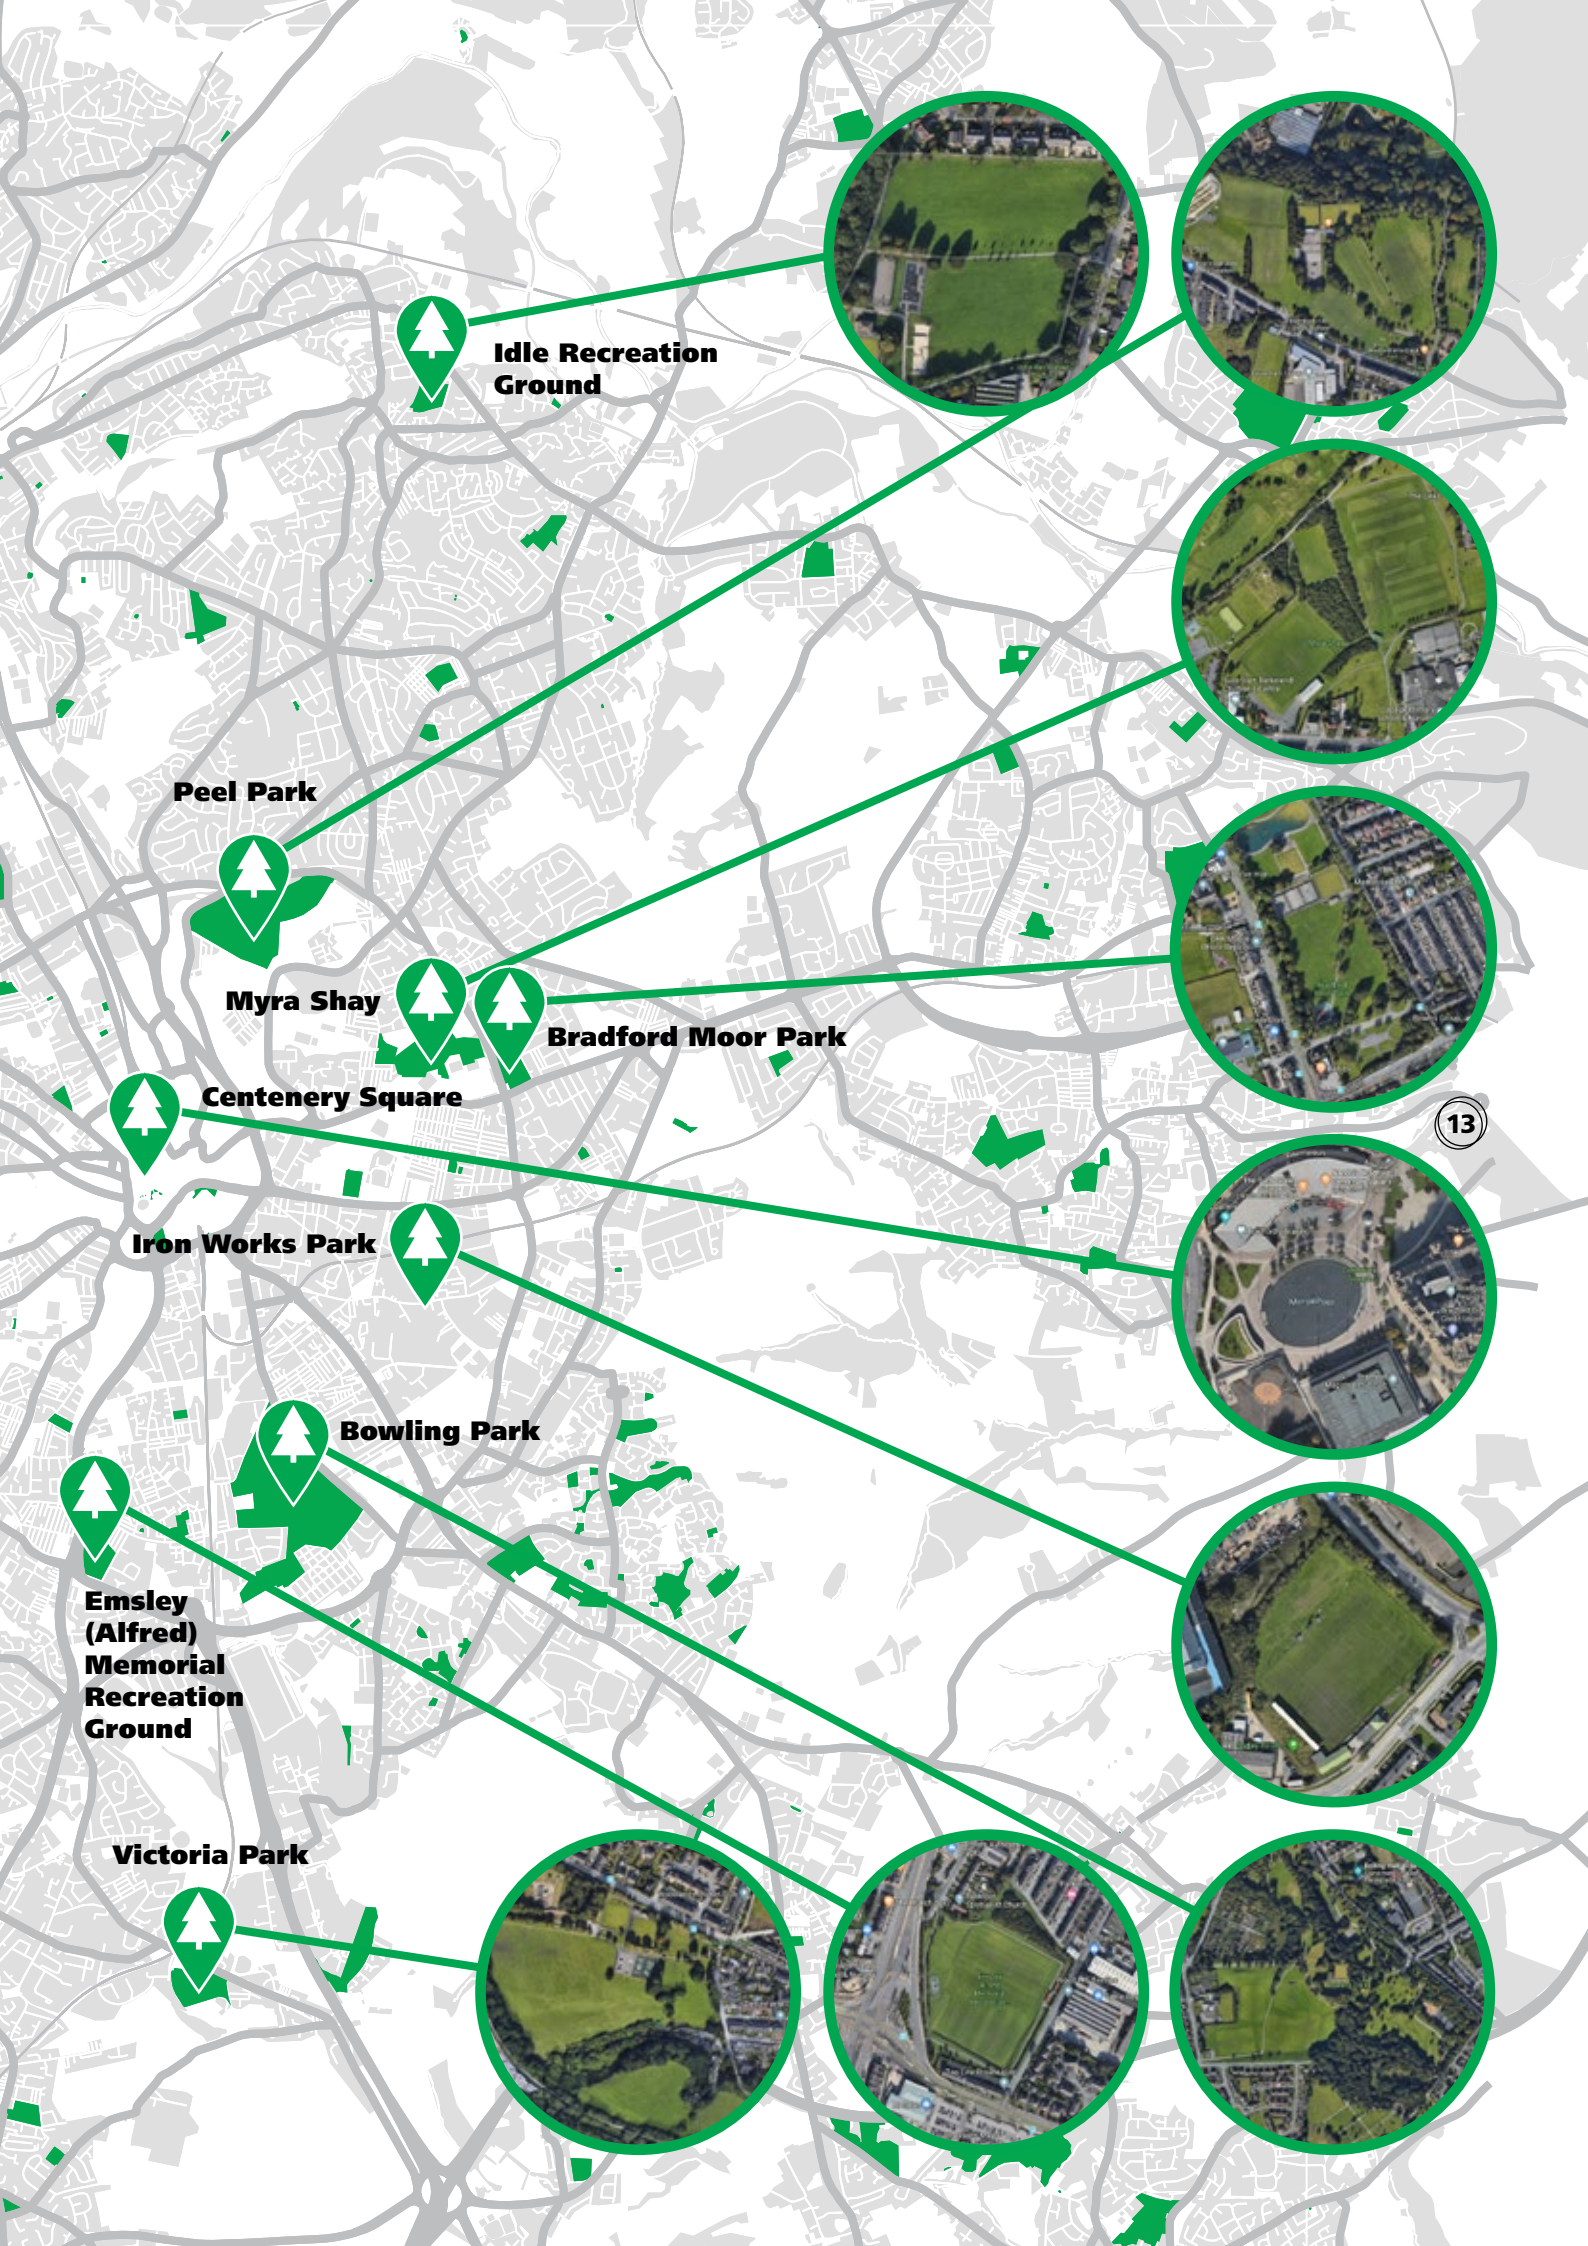 Idle Recreation
Ground
Peel Park
Myra Shay
Bradford Moor Park
Centenery Square
13
Iron Works Park
Bowling Park
Emsley
(Alfred)
Memorial
Recreation
Ground
Victoria Park